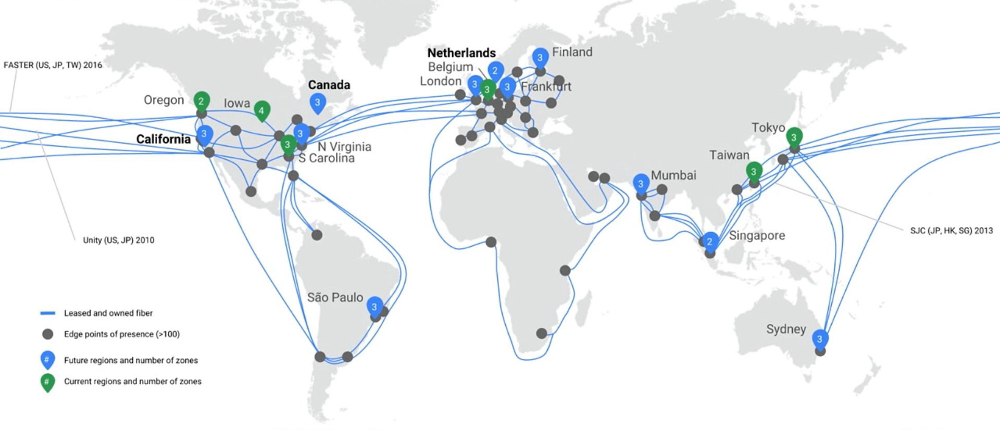 FASTER (US, JP, TW) 2016
Netherlands
Belgium
London
2
3
3
3
3
Finland
Frankfurt
Canada
3
Oregon
2
Iowa
4
California
3
3
3
N Virginia
S Carolina
Unity (US, JP) 2010
Tokyo
3
Taiwan
3
Mumbai
3
Singapore
2
SJC (JP, HK, SG) 2013
São Paulo
3
Sydney
3
Leased and owned fiber
Edge points of presence (>100)
# Future regions and number of zones
# Current regions and number of zones